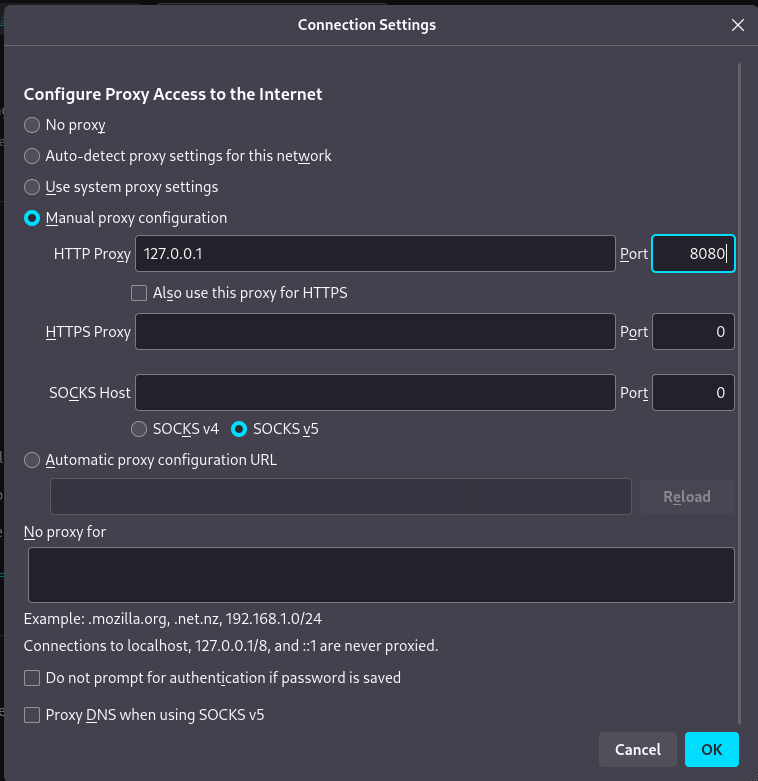 Connection Settings
Configure Proxy Access to the Internet
No proxy
Auto-detect proxy settings for this network
Use system proxy settings
Manual proxy configuration
HTTP Proxy 127.0.0.1 Port 8080
Also use this proxy for HTTPS
HTTPS Proxy Port 0
SOCKS Host Port 0
SOCKS v4 SOCKS v5
Automatic proxy configuration URL
Reload
No proxy for
Example: .mozilla.org, .net.nz, 192.168.1.0/24
Connections to localhost, 127.0.0.1/8, and ::1 are never proxied.
Do not prompt for authentication if password is saved
Proxy DNS when using SOCKS v5
Cancel OK